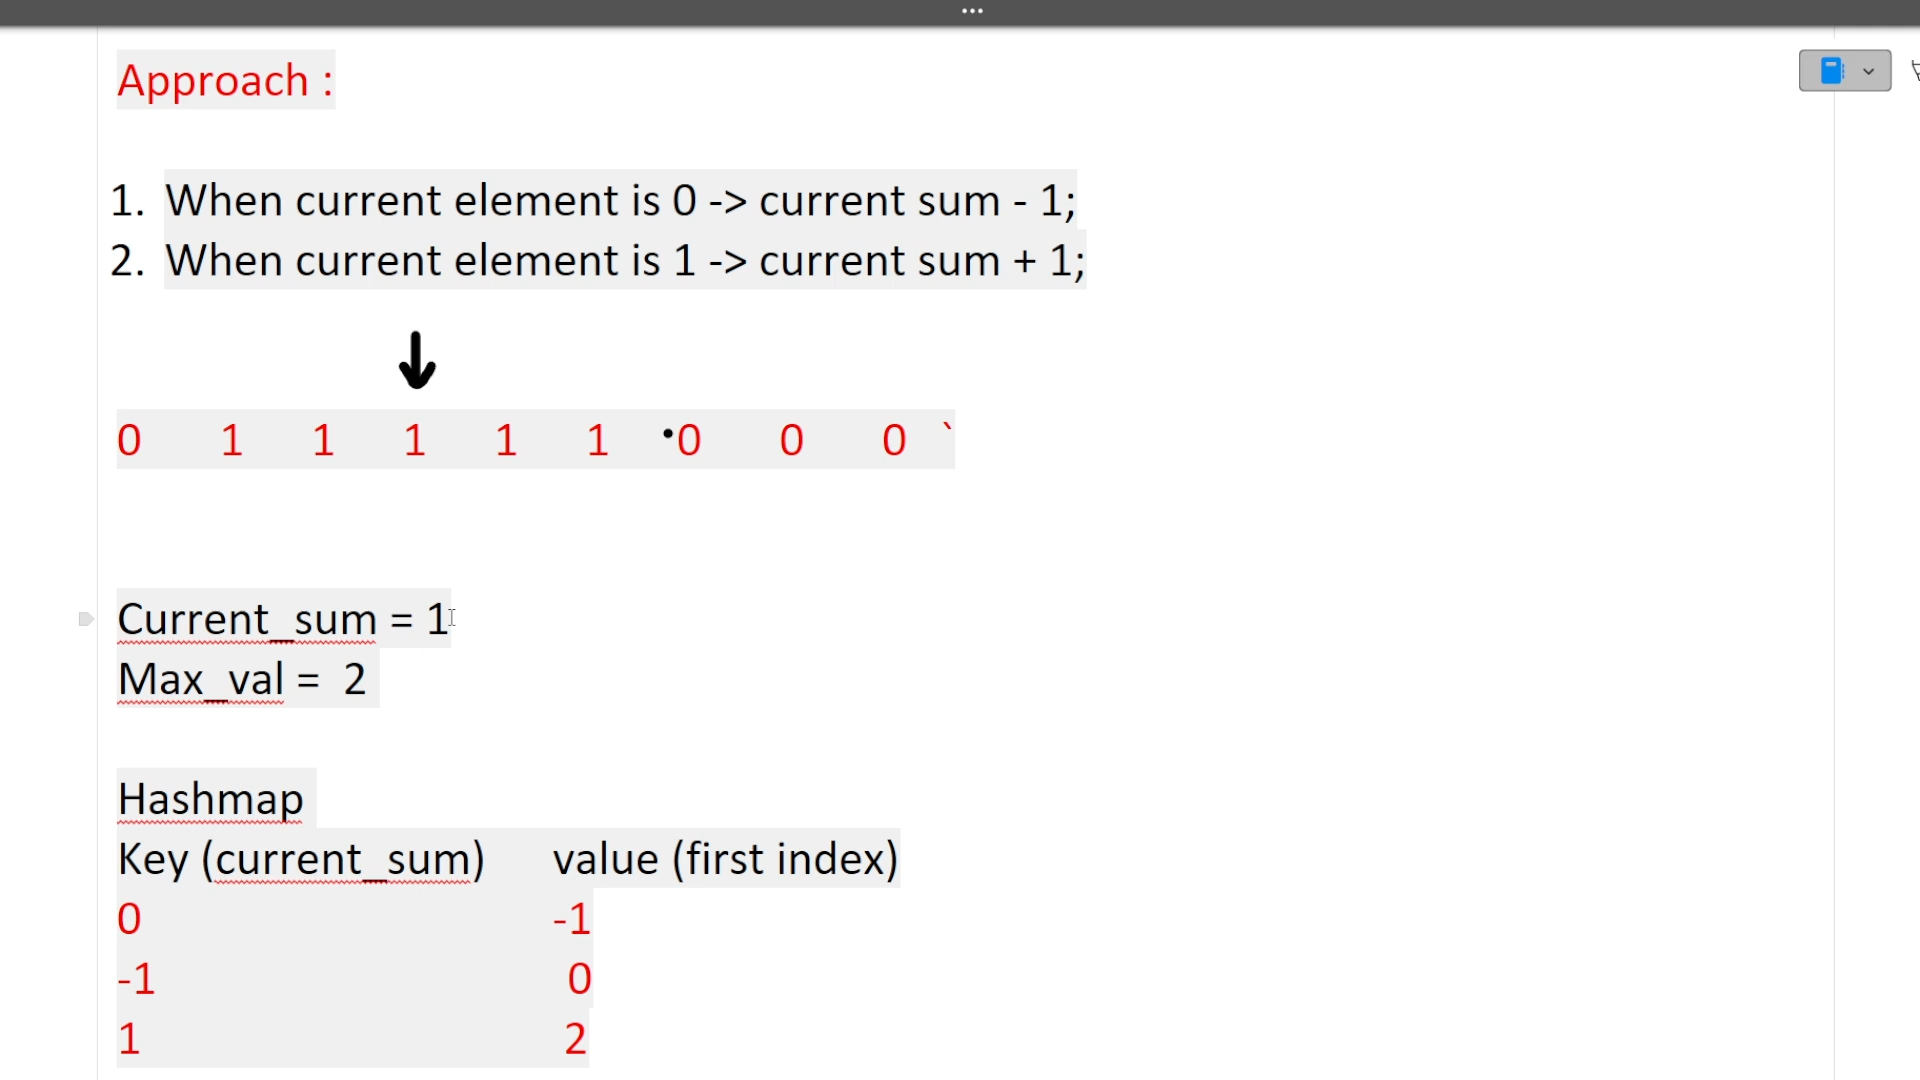 Approach :
1. When current element is 0 -> current sum - 1;
2. When current element is 1 -> current sum + 1;
0 1 1 1 1 1 0 0 0 `
Current_sum = 1
Max_val = 2
Hashmap
Key (current_sum) value (first index)
0 -1
-1 0
1 2